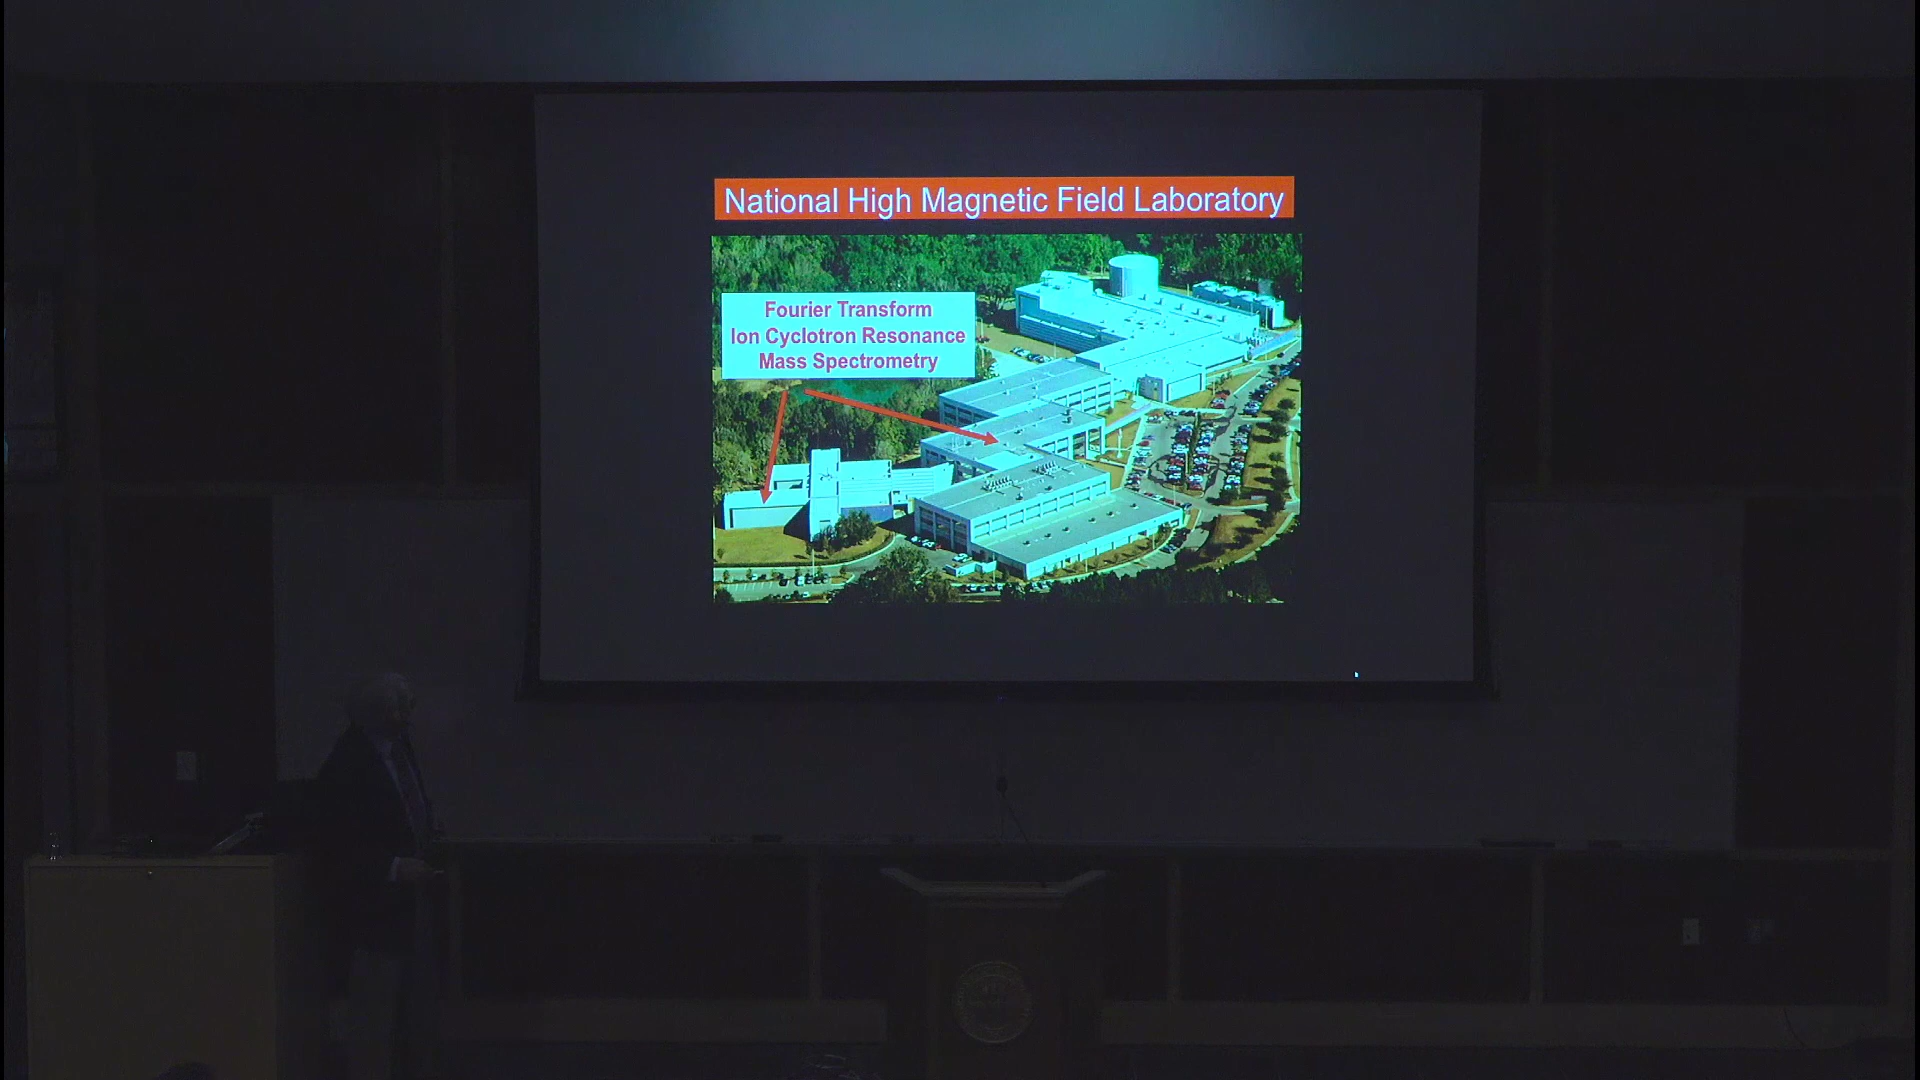 National High Magnetic Field Laboratory
Fourier Transform
Ion Cyclotron Resonance
Mass Spectrometry